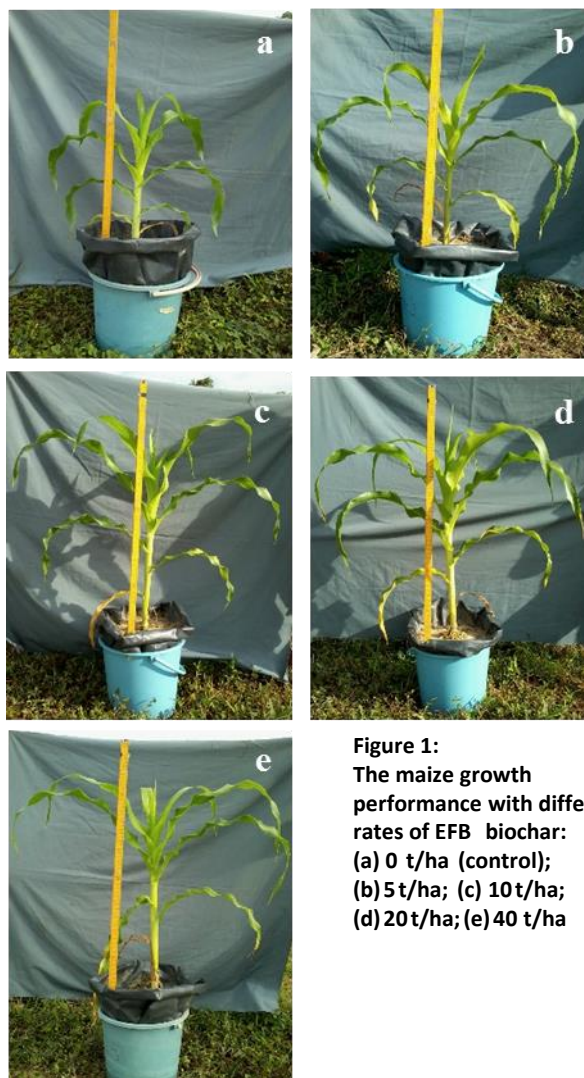 a
b
c
d
e
Figure 1:
The maize growth
performance with diffe
rates of EFB biochar:
(a) 0 t/ha (control);
(b) 5 t/ha; (c) 10 t/ha;
(d) 20 t/ha; (e) 40 t/ha